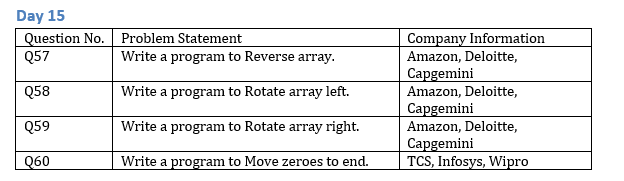 Day 15
Question No. Problem Statement Company Information
Q57 Write a program to Reverse array. Amazon, Deloitte,
Capgemini
Q58 Write a program to Rotate array left. Amazon, Deloitte,
Capgemini
Q59 Write a program to Rotate array right. Amazon, Deloitte,
Capgemini
Q60 Write a program to Move zeroes to end. TCS, Infosys, Wipro